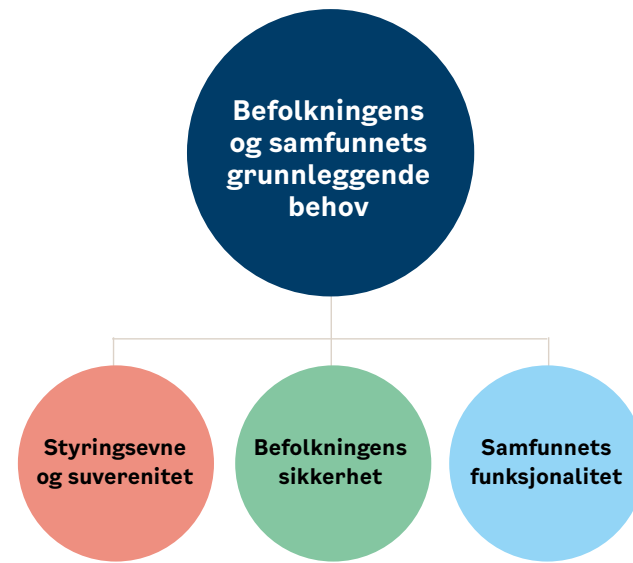 Befolkningens
og samfunnets
grunnleggende
behov
Styringsevne
og suverenitet
Befolkningens
sikkerhet
Samfunnets
funksjonalitet